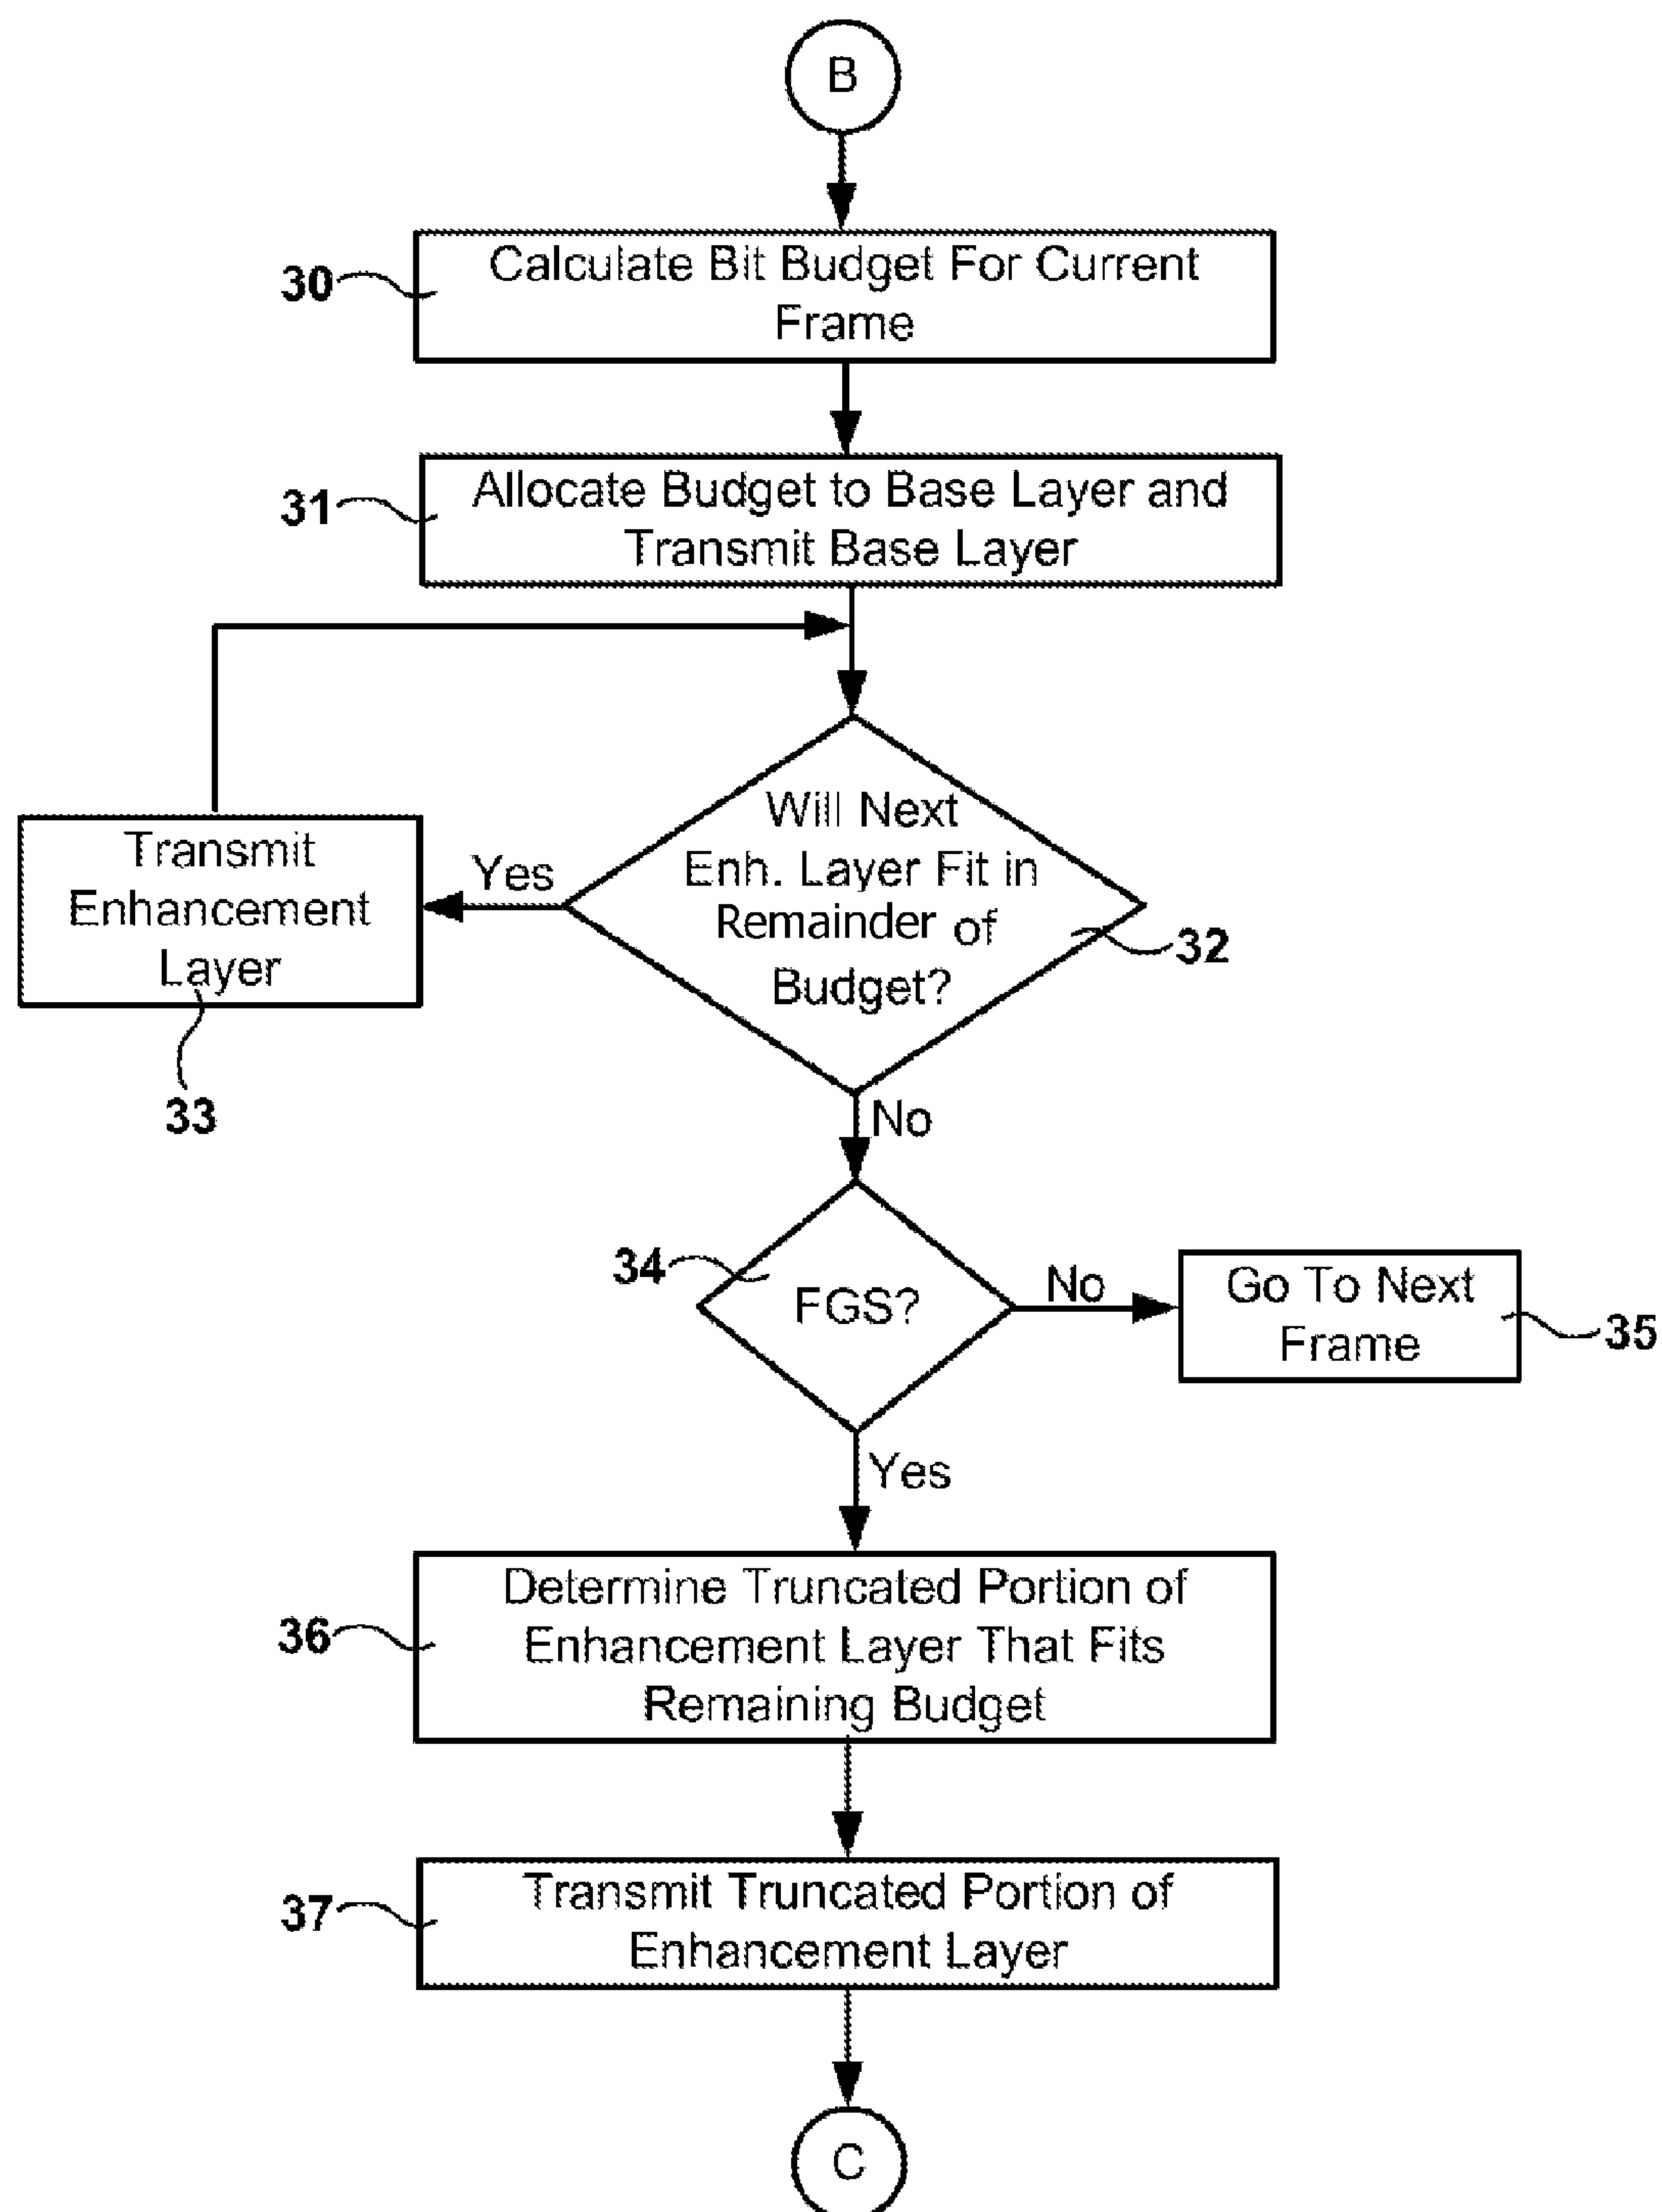 B
Calculate Bit Budget For Current
Frame
30
Allocate Budget to Base Layer and
Transmit Base Layer
31
Will Next
Enh. Layer Fit in
Remainder of
Budget?
32
Yes
Transmit
Enhancement
Layer
33
No
34
FGS?
No
Go To Next
Frame
35
Yes
Determine Truncated Portion of
Enhancement Layer That Fits
Remaining Budget
36
Transmit Truncated Portion of
Enhancement Layer
37
C